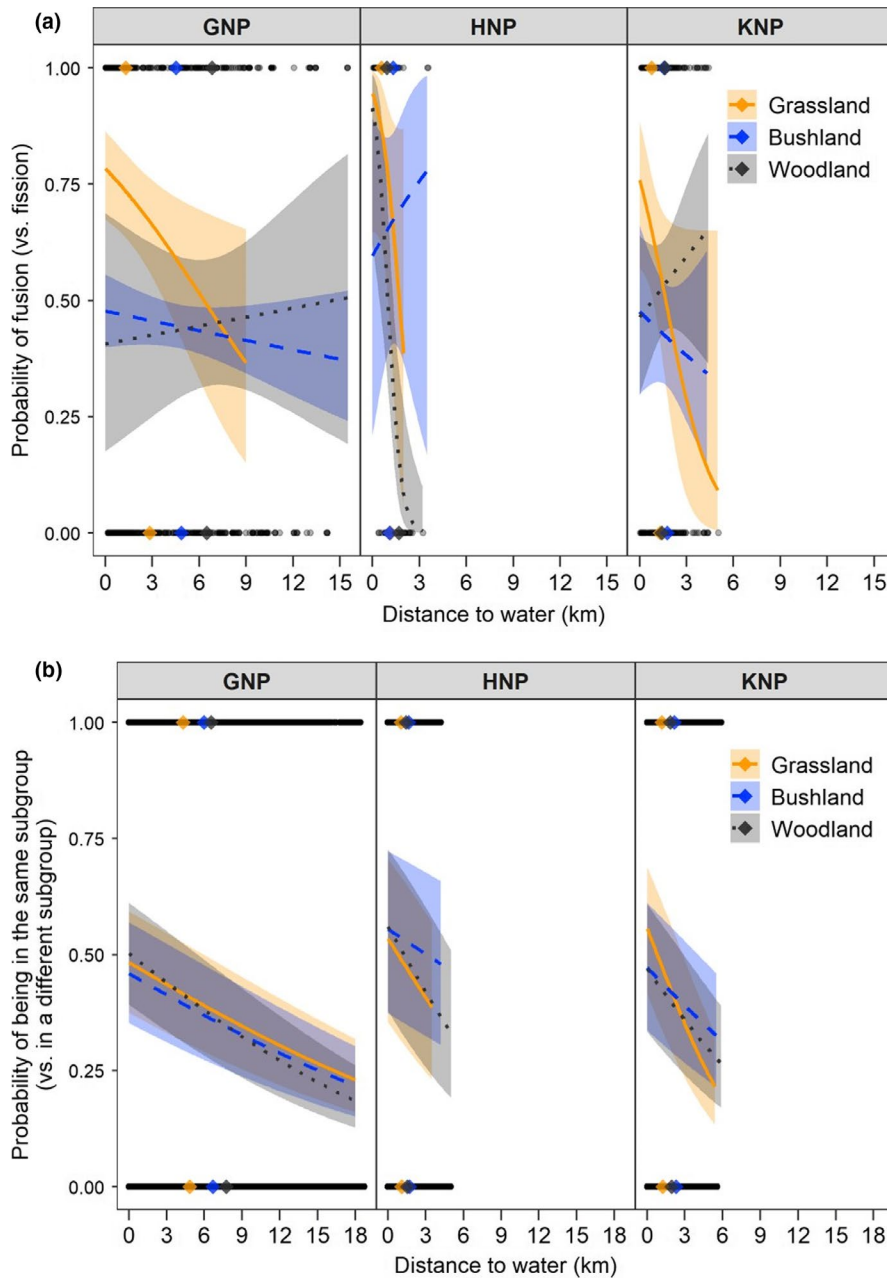 (a)
GNP HNP KNP
Probability of fusion (vs. fission)
1.00
0.75
0.50
0.25
0.00
Grassland
Bushland
Woodland
0 3 6 9 12 15 0 3 6 9 12 15 0 3 6 9 12 15
Distance to water (km)
(b)
GNP HNP KNP
Probability of being in the same subgroup
(vs. in a different subgroup)
1.00
0.75
0.50
0.25
0.00
Grassland
Bushland
Woodland
0 3 6 9 12 15 18 0 3 6 9 12 15 18 0 3 6 9 12 15 18
Distance to water (km)